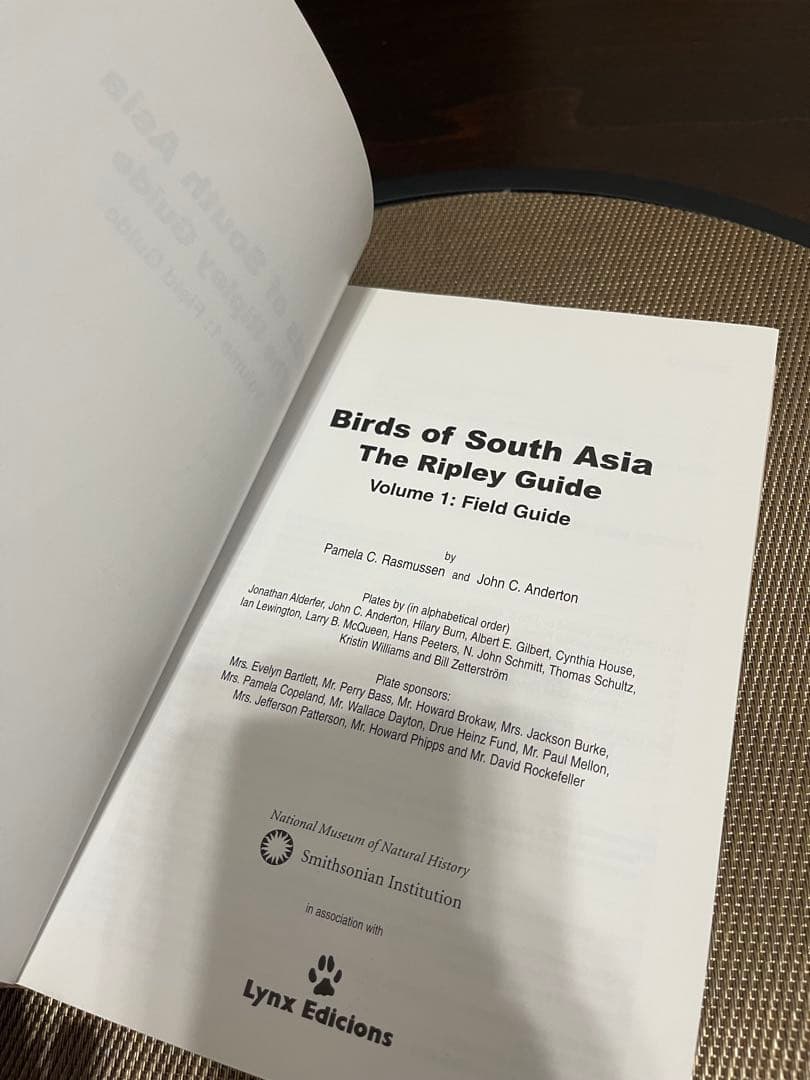 Birds of South Asia
The Ripley Guide
Volume 1: Field Guide
by
Pamela C. Rasmussen and John C. Anderton
Plates by (in alphabetical order)
Jonathan Alderfer, John C. Anderton, Hilary Burn, Albert E. Gilbert, Cynthia House,
Ian Lewington, Larry B. McQueen, Hans Peeters, N. John Schmitt, Thomas Schultz,
Kristin Williams and Bill Zetterström
Plate sponsors:
Mrs. Evelyn Bartlett, Mr. Perry Bass, Mr. Howard Brokaw, Mrs. Jackson Burke,
Mrs. Pamela Copeland, Mr. Wallace Dayton, Drue Heinz Fund, Mr. Paul Mellon,
Mrs. Jefferson Patterson, Mr. Howard Phipps and Mr. David Rockefeller
National Museum of Natural History
Smithsonian Institution
in association with
Lynx Edicions